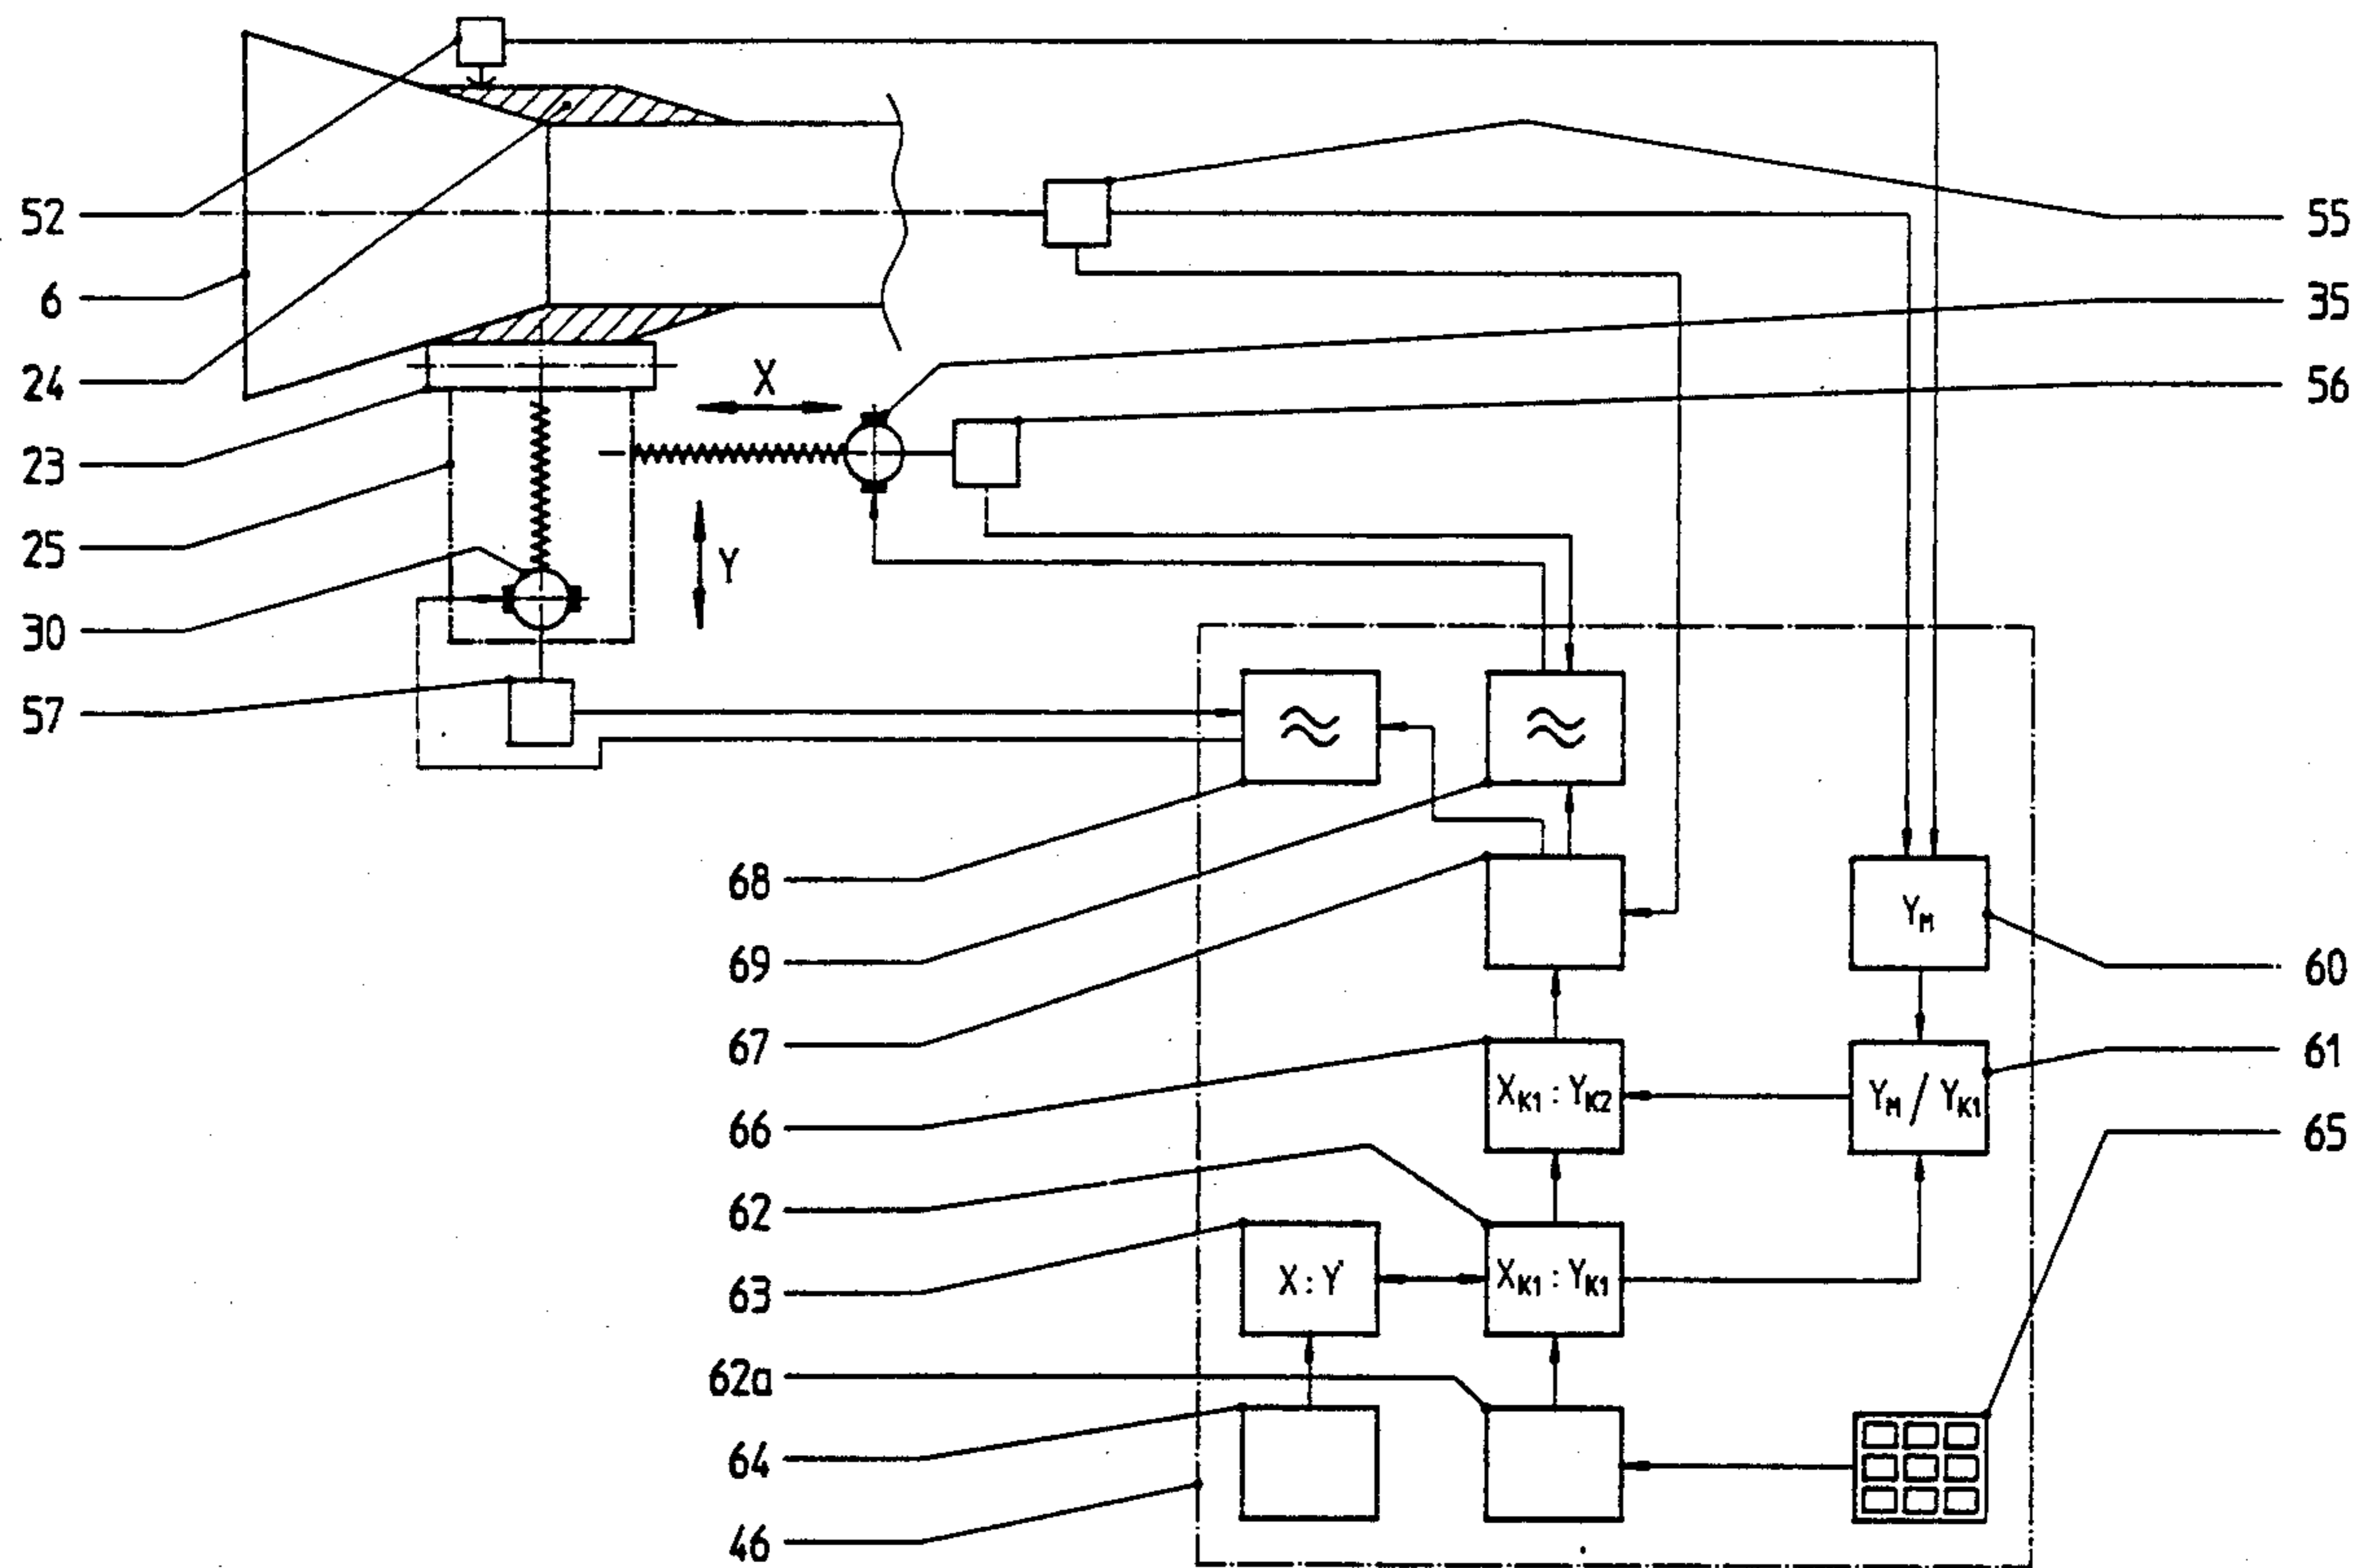 52
6
24
23
25
30
57
X
Y
55
35
56
68
69
67
66
62
63
62a
64
46
60
61
65
≈
≈
Y_M
X_K1 : Y_K2
Y_M / Y_K1
X : Y'
X_K1 : Y_K1